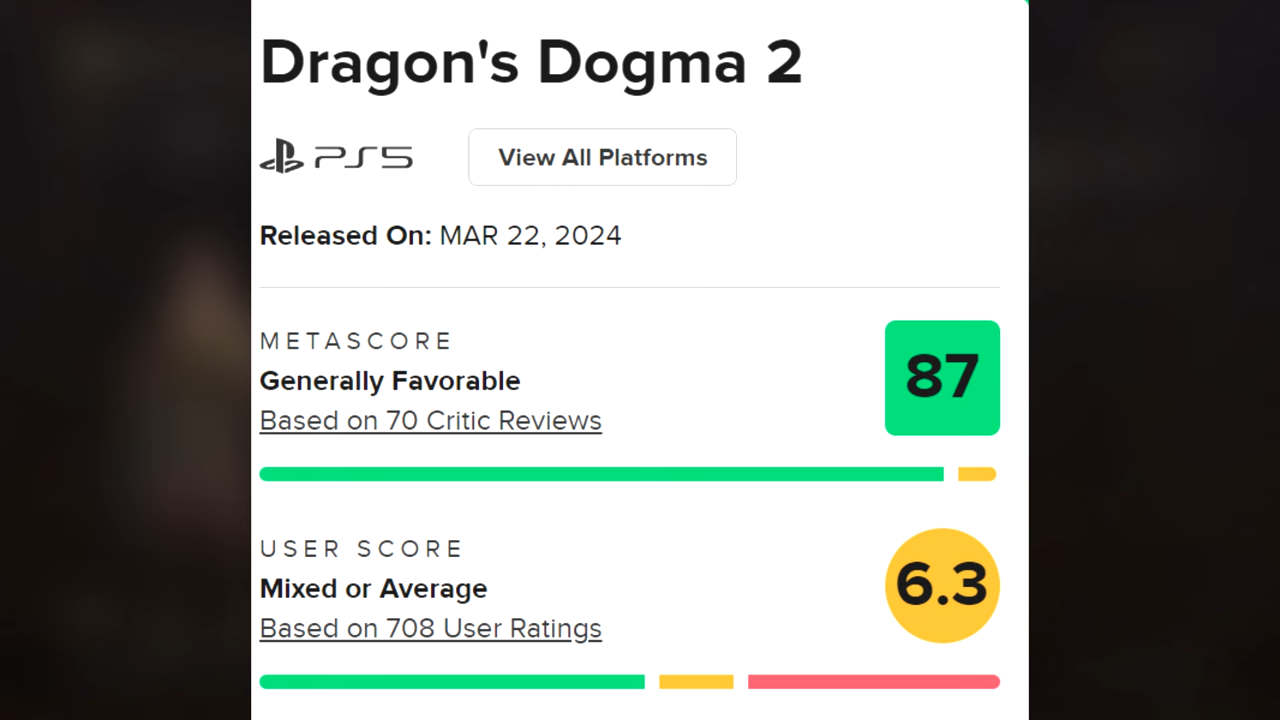 Dragon's Dogma 2
PS5 View All Platforms
Released On: MAR 22, 2024
METASCORE
Generally Favorable
Based on 70 Critic Reviews
87
USER SCORE
Mixed or Average
Based on 708 User Ratings
6.3